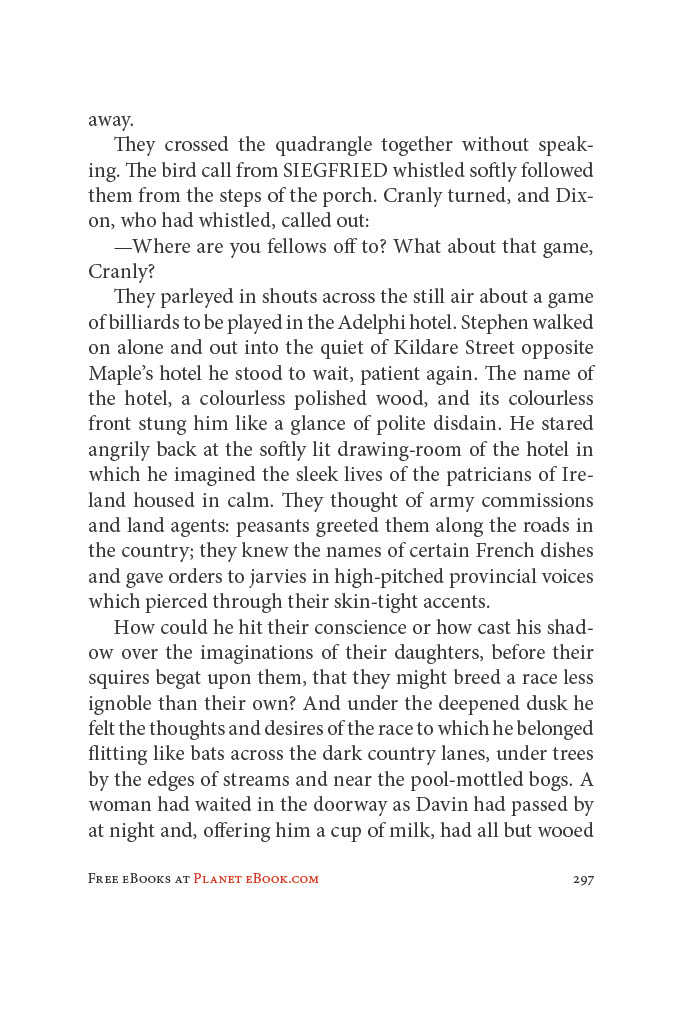 away.
They crossed the quadrangle together without speak-
ing. The bird call from SIEGFRIED whistled softly followed
them from the steps of the porch. Cranly turned, and Dix-
on, who had whistled, called out:
—Where are you fellows off to? What about that game,
Cranly?
They parleyed in shouts across the still air about a game
of billiards to be played in the Adelphi hotel. Stephen walked
on alone and out into the quiet of Kildare Street opposite
Maple’s hotel he stood to wait, patient again. The name of
the hotel, a colourless polished wood, and its colourless
front stung him like a glance of polite disdain. He stared
angrily back at the softly lit drawing-room of the hotel in
which he imagined the sleek lives of the patricians of Ire-
land housed in calm. They thought of army commissions
and land agents: peasants greeted them along the roads in
the country; they knew the names of certain French dishes
and gave orders to jarvies in high-pitched provincial voices
which pierced through their skin-tight accents.
How could he hit their conscience or how cast his shad-
ow over the imaginations of their daughters, before their
squires begat upon them, that they might breed a race less
ignoble than their own? And under the deepened dusk he
felt the thoughts and desires of the race to which he belonged
flitting like bats across the dark country lanes, under trees
by the edges of streams and near the pool-mottled bogs. A
woman had waited in the doorway as Davin had passed by
at night and, offering him a cup of milk, had all but wooed
Free eBooks at Planet eBook.com 297